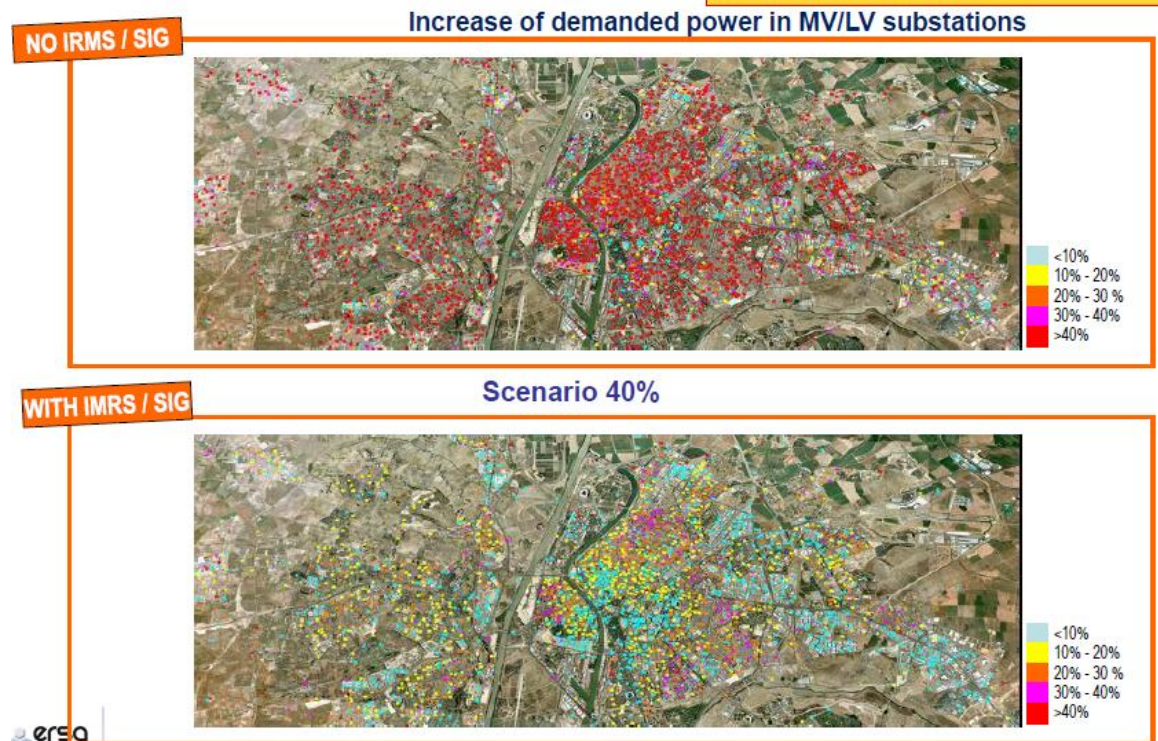 Increase of demanded power in MV/LV substations
NO IRMS / SIG
<10%
10% - 20%
20% - 30 %
30% - 40%
>40%
Scenario 40%
WITH IMRS / SIG
<10%
10% - 20%
20% - 30 %
30% - 40%
>40%
ersa